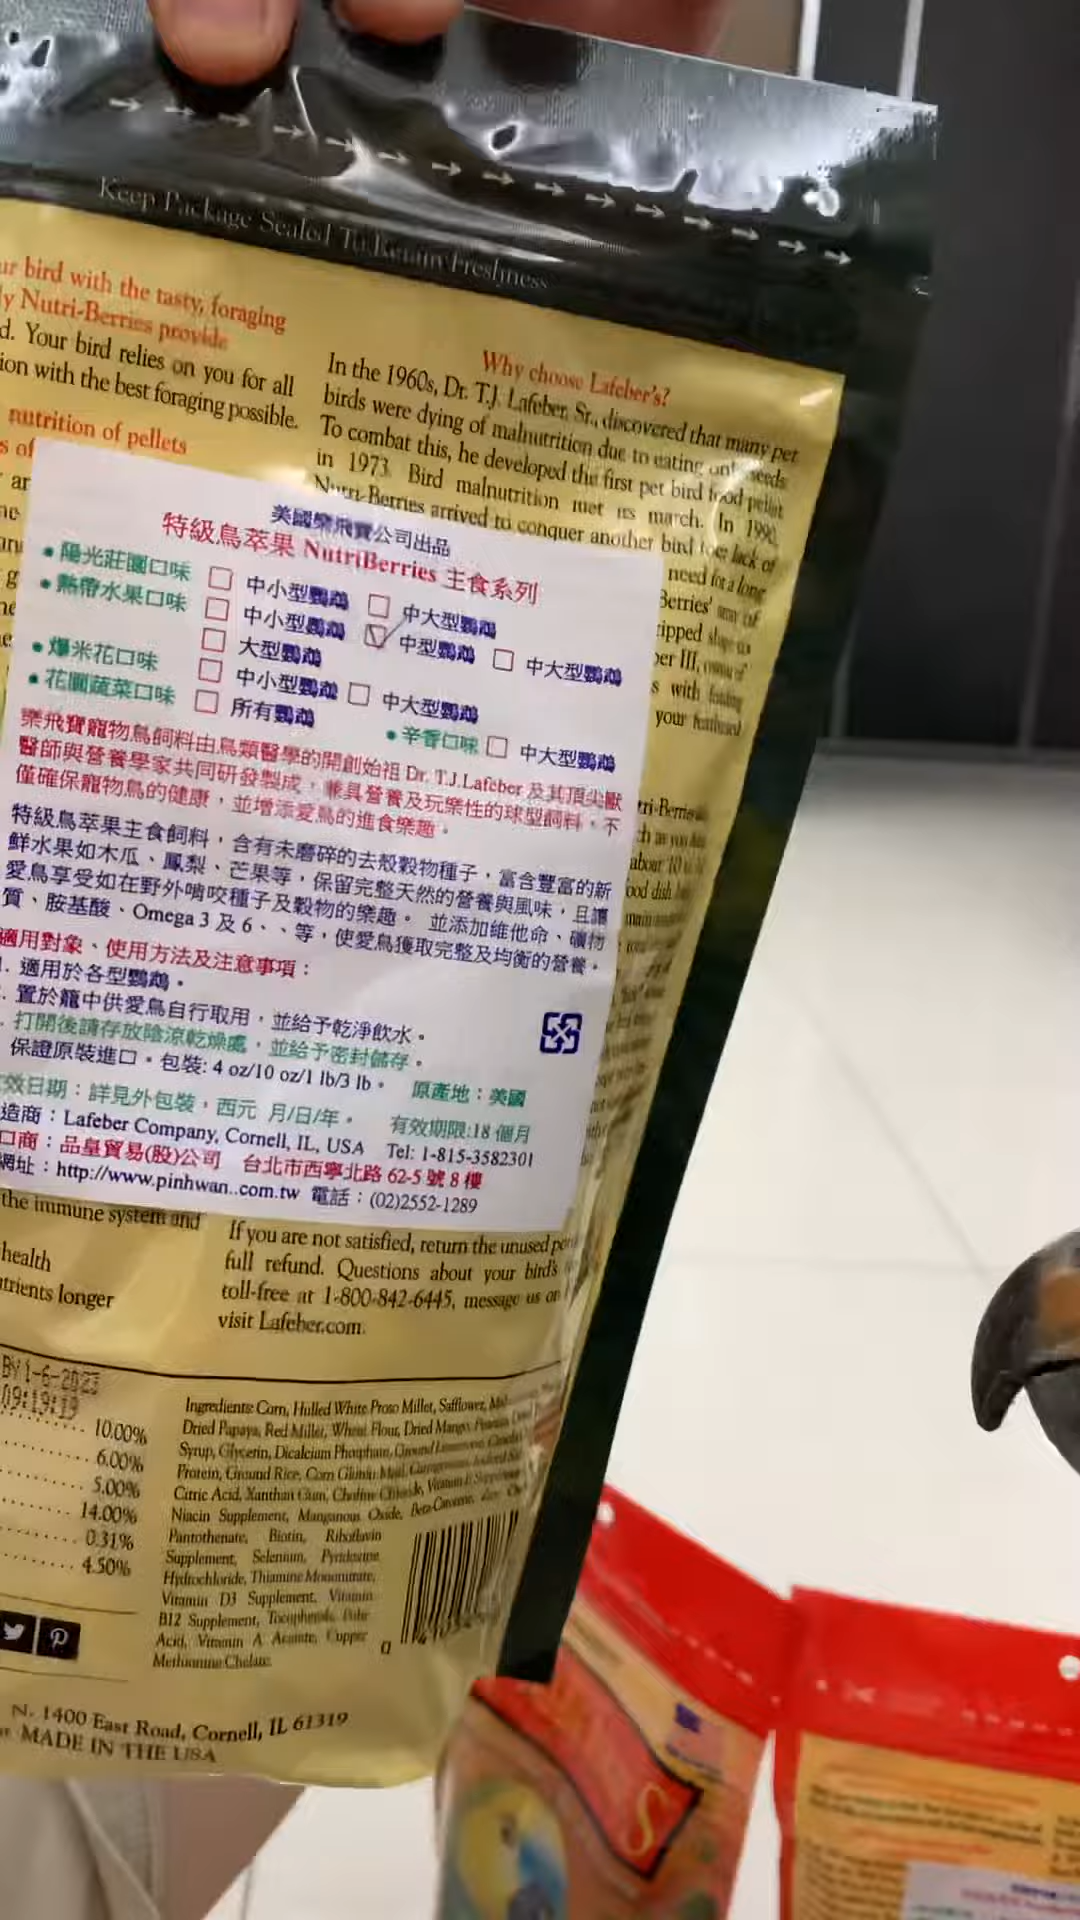 Keep Package Sealed To Retain Freshness
ur bird with the tasty, foraging
ly Nutri-Berries provide
d. Your bird relies on you for all
ion with the best foraging possible.
nutrition of pellets
s of
Why choose Lafeber's?
In the 1960s, Dr. T.J. Lafeber, Sr., discovered that many pet
birds were dying of malnutrition due to eating only seeds.
To combat this, he developed the first pet bird food pellet
in 1973. Bird malnutrition met its march. In 1990,
Nutri-Berries arrived to conquer another bird foe: lack of
need for a long
Berries'
美國樂飛寶公司出品
特級鳥萃果 NutriBerries 主食系列
• 陽光莊園口味 □ 中小型鸚鵡 □ 中大型鸚鵡
• 熱帶水果口味 □ 中小型鸚鵡 ☑ 中型鸚鵡 □ 中大型鸚鵡
□ 大型鸚鵡
• 爆米花口味 □ 中小型鸚鵡 □ 中大型鸚鵡
• 花園蔬菜口味 □ 所有鸚鵡 • 辛香口味 □ 中大型鸚鵡
樂飛寶寵物鳥飼料由鳥類醫學的開創始祖 Dr. T.J.Lafeber 及其頂尖獸
醫師與營養學家共同研發製成，兼具營養及玩樂性的球型飼料，不
僅確保寵物鳥的健康，並增添愛鳥的進食樂趣。
特級鳥萃果主食飼料，含有未磨碎的去殼穀物種子，富含豐富的新
鮮水果如木瓜、鳳梨、芒果等，保留完整天然的營養與風味，且讓
愛鳥享受如在野外啃咬種子及穀物的樂趣。 並添加維他命、礦物
質、胺基酸、Omega 3 及 6、、等，使愛鳥獲取完整及均衡的營養。
適用對象、使用方法及注意事項：
. 適用於各型鸚鵡。
. 置於籠中供愛鳥自行取用，並給予乾淨飲水。
. 打開後請存放陰涼乾燥處，並給予密封儲存。
保證原裝進口。包裝: 4 oz/10 oz/1 lb/3 lb。 原產地：美國
效日期：詳見外包裝，西元 月/日/年。 有效期限:18 個月
造商：Lafeber Company, Cornell, IL, USA Tel: 1-815-3582301
口商：品皇貿易(股)公司 台北市西寧北路 62-5 號 8 樓
網址：http://www.pinhwan..com.tw 電話：(02)2552-1289
the immune system and
health
trients longer
If you are not satisfied, return the unused
full refund. Questions about your bird's
toll-free at 1-800-842-6445, message us on
visit Lafeber.com.
BY 1-6-2023
09:19:19
10.00%
6.00%
5.00%
14.00%
0.31%
4.50%
Ingredients: Corn, Hulled White Proso Millet, Safflower,
Dried Papaya, Red Millet, Wheat Flour, Dried Mango,
Syrup, Glycerin, Dicalcium Phosphate, Ground
Protein, Ground Rice, Corn Gluten Meal,
Citric Acid, Xanthan Gum, Choline Chloride, Vitamin E
Niacin Supplement, Manganous Oxide, Beta-Carotene,
Pantothenate, Biotin, Riboflavin
Supplement, Selenium, Pyridoxine
Hydrochloride, Thiamine Mononitrate,
Vitamin D3 Supplement, Vitamin
B12 Supplement, Tocopherols, Folic
Acid, Vitamin A Acetate, Copper
Methionine Chelate.
N. 1400 East Road, Cornell, IL 61319
MADE IN THE USA
S